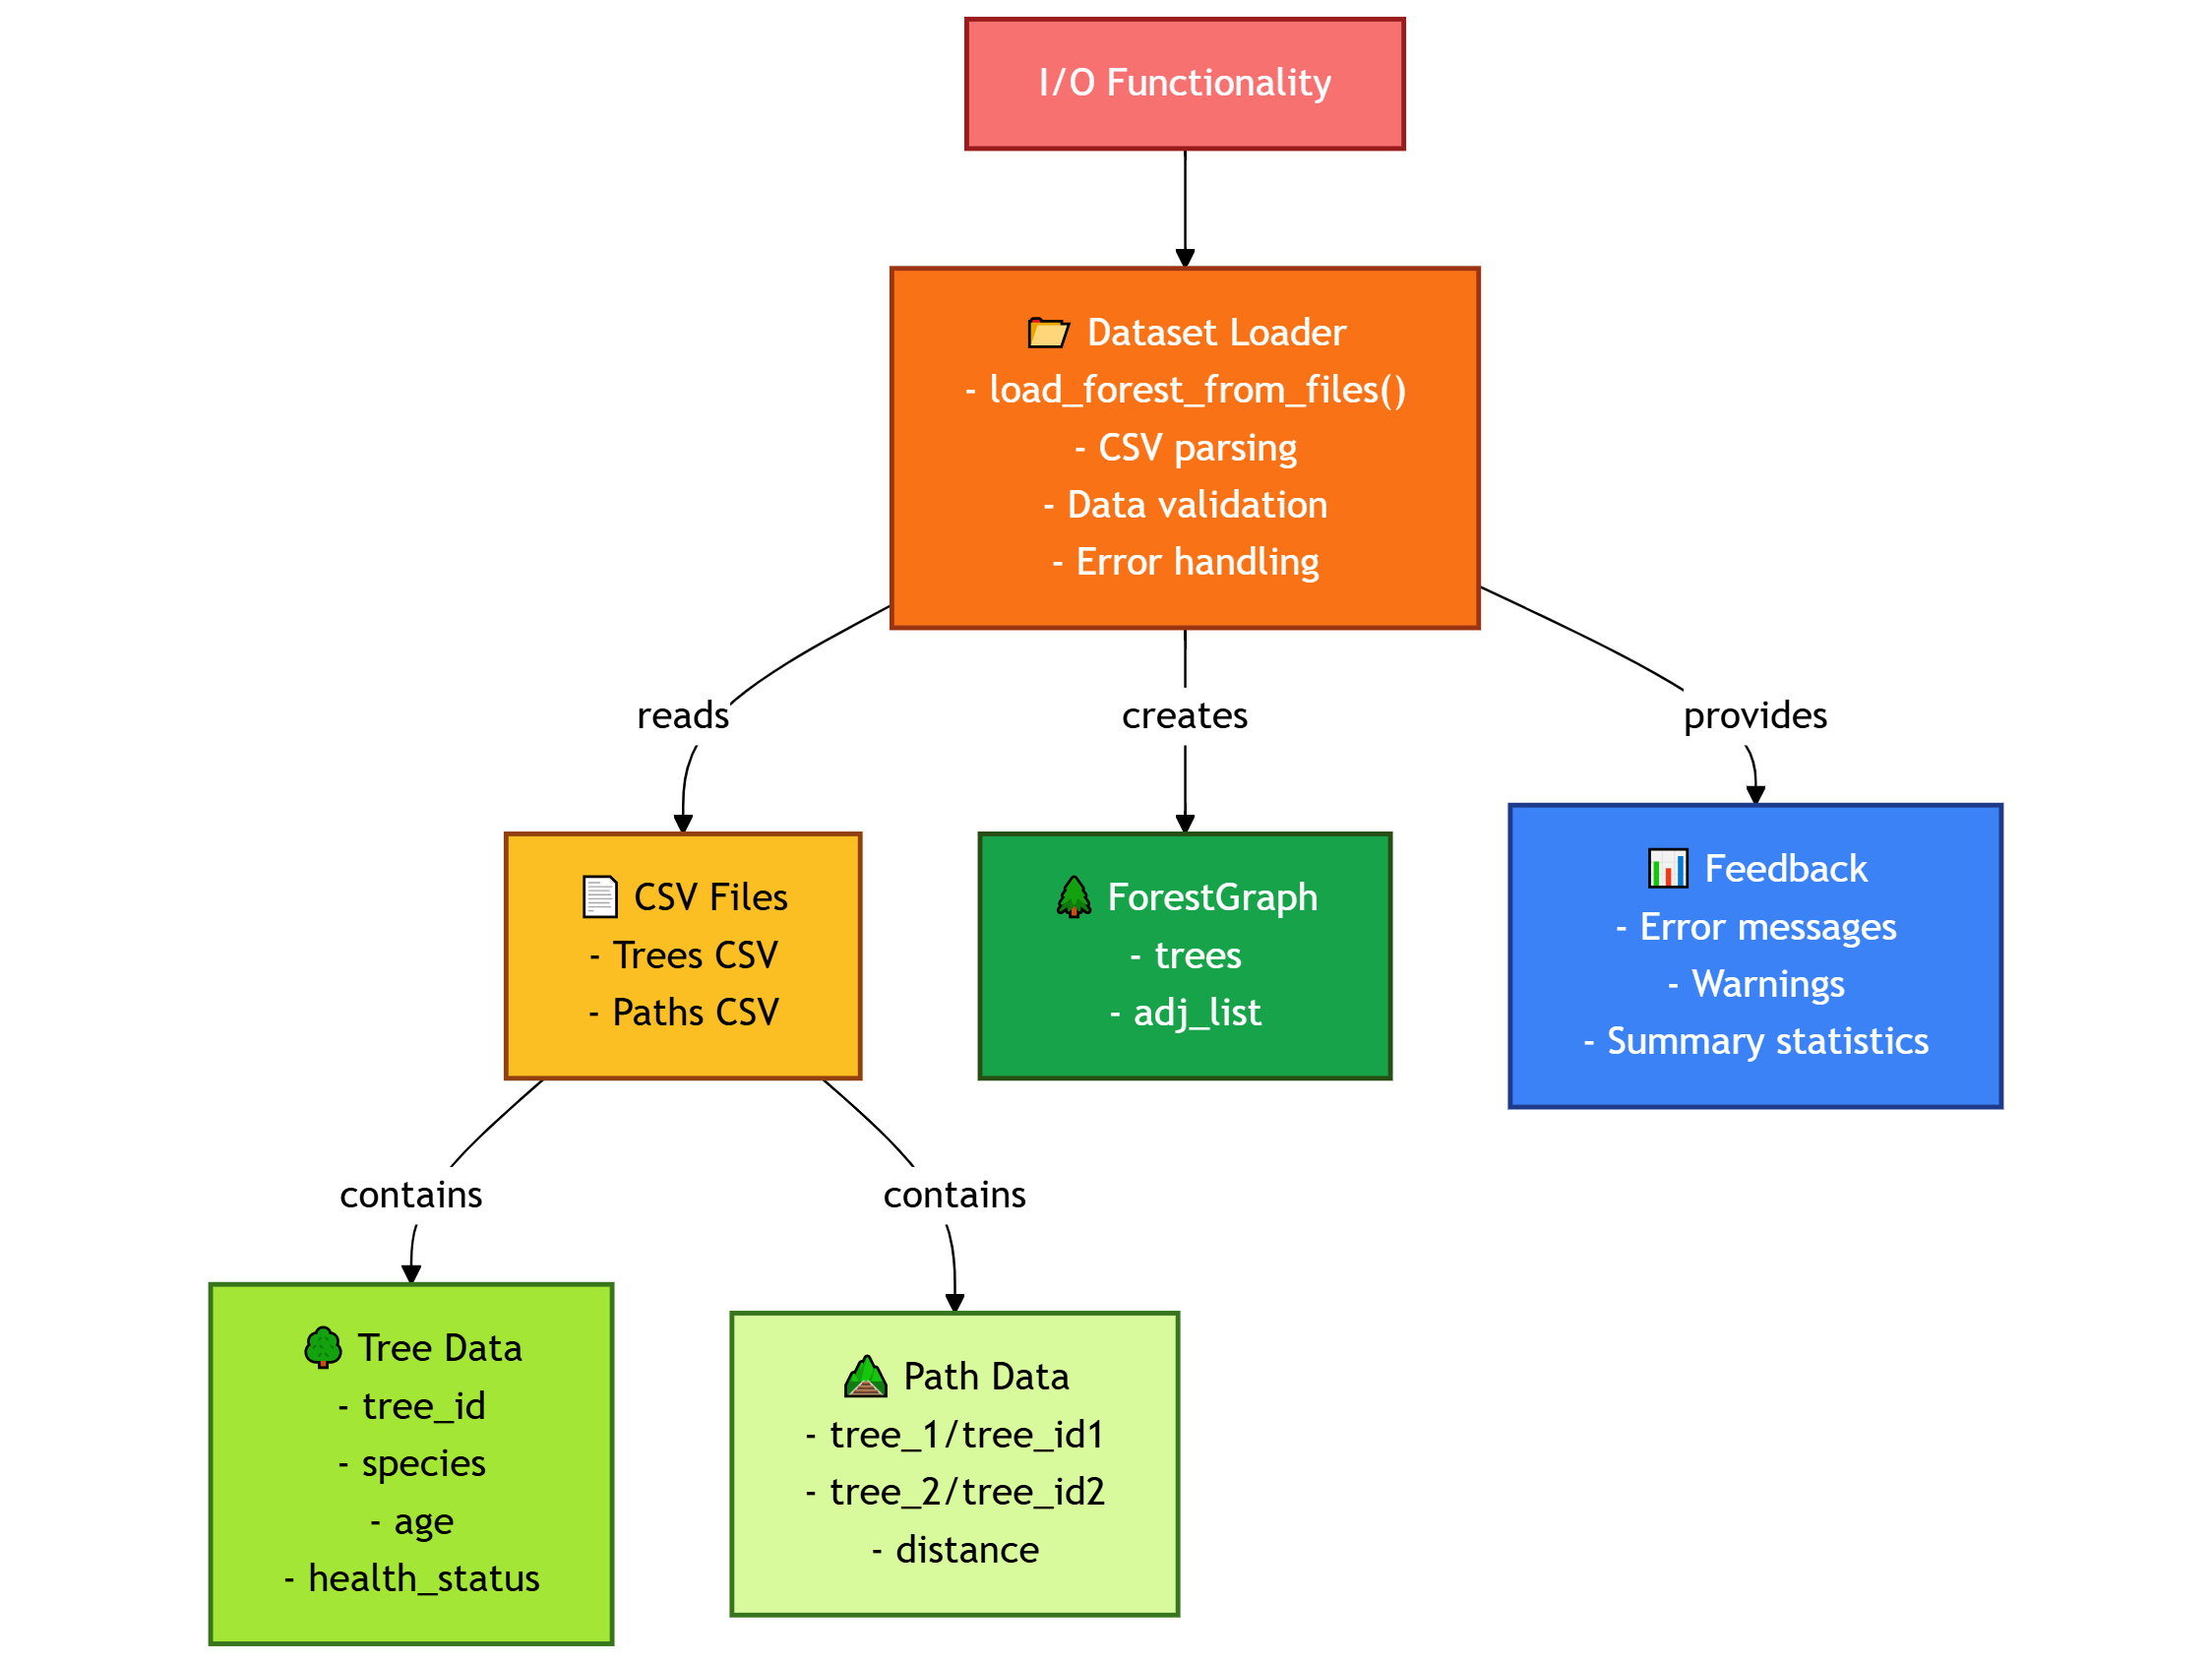 I/O Functionality
Dataset Loader
- load_forest_from_files()
- CSV parsing
- Data validation
- Error handling
reads
creates
provides
CSV Files
- Trees CSV
- Paths CSV
ForestGraph
- trees
- adj_list
Feedback
- Error messages
- Warnings
- Summary statistics
contains
contains
Tree Data
- tree_id
- species
- age
- health_status
Path Data
- tree_1/tree_id1
- tree_2/tree_id2
- distance